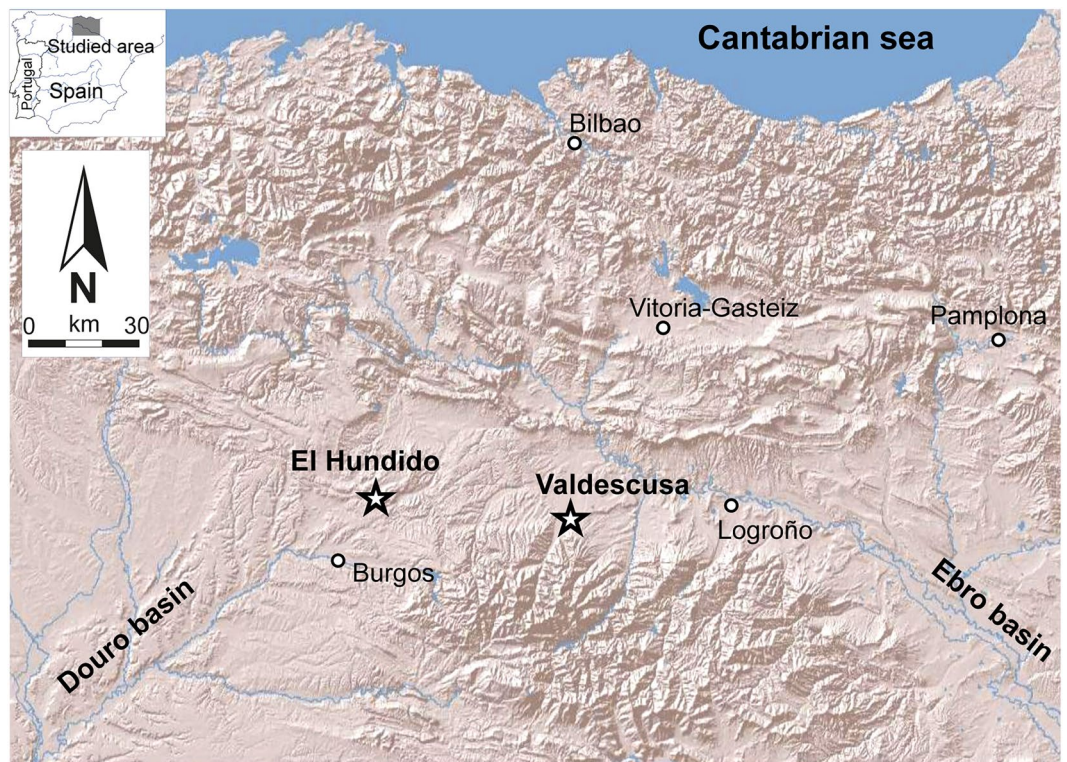 Cantabrian sea
Studied area
Portugal
Spain
Bilbao
N
0 km 30
Vitoria-Gasteiz
Pamplona
El Hundido
Valdescusa
Logroño
Burgos
Douro basin
Ebro basin